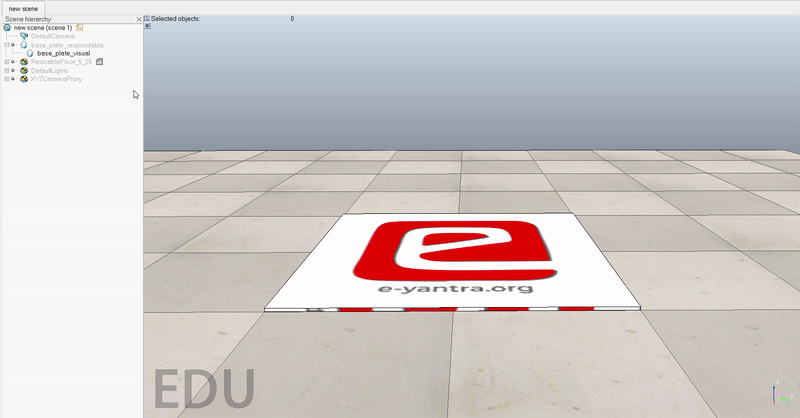 new scene
Scene hierarchy
Selected objects: 0
new scene (scene 1)
DefaultCamera
base_plate_respondable
base_plate_visual
ResizableFloor_5_25
DefaultLights
XYZCameraProxy
e-yantra.org
EDU